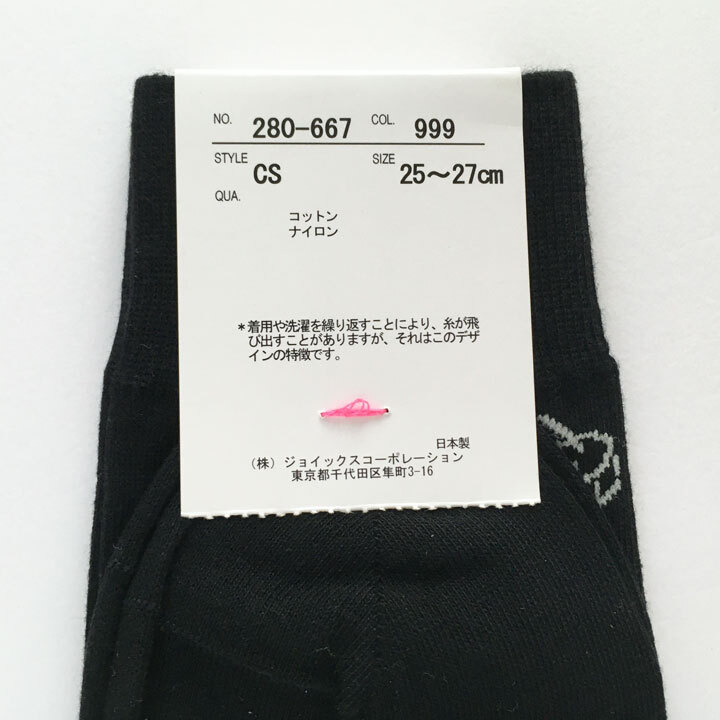 NO. 280-667 COL. 999
STYLE CS SIZE 25～27cm
QUA.
コットン
ナイロン
＊着用や洗濯を繰り返すことにより、糸が飛
び出すことがありますが、それはこのデザ
インの特徴です。
日本製
（株）ジョイックスコーポレーション
東京都千代田区隼町3-16